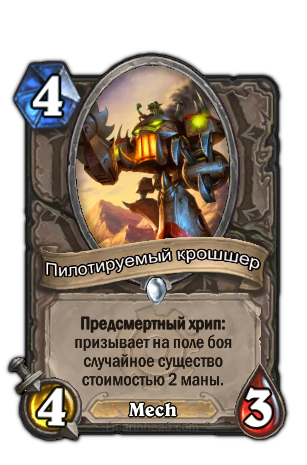 4
Пилотируемый крошшер
Предсмертный хрип:
призывает на поле боя
случайное существо
стоимостью 2 маны.
4
Mech
3